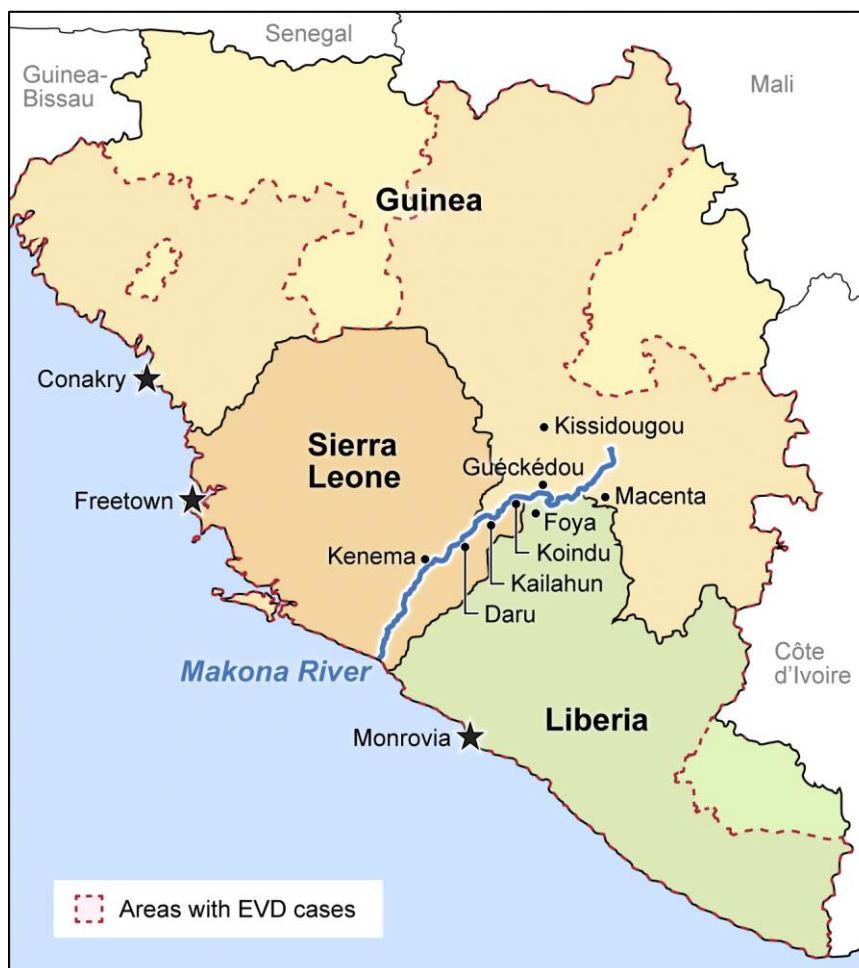 Senegal
Guinea-
Bissau
Mali
Guinea
Conakry
Kissidougou
Sierra
Leone
Guéckédou
Freetown
Macenta
Foya
Kenema
Koindu
Kailahun
Daru
Makona River
Côte
d'Ivoire
Liberia
Monrovia
Areas with EVD cases